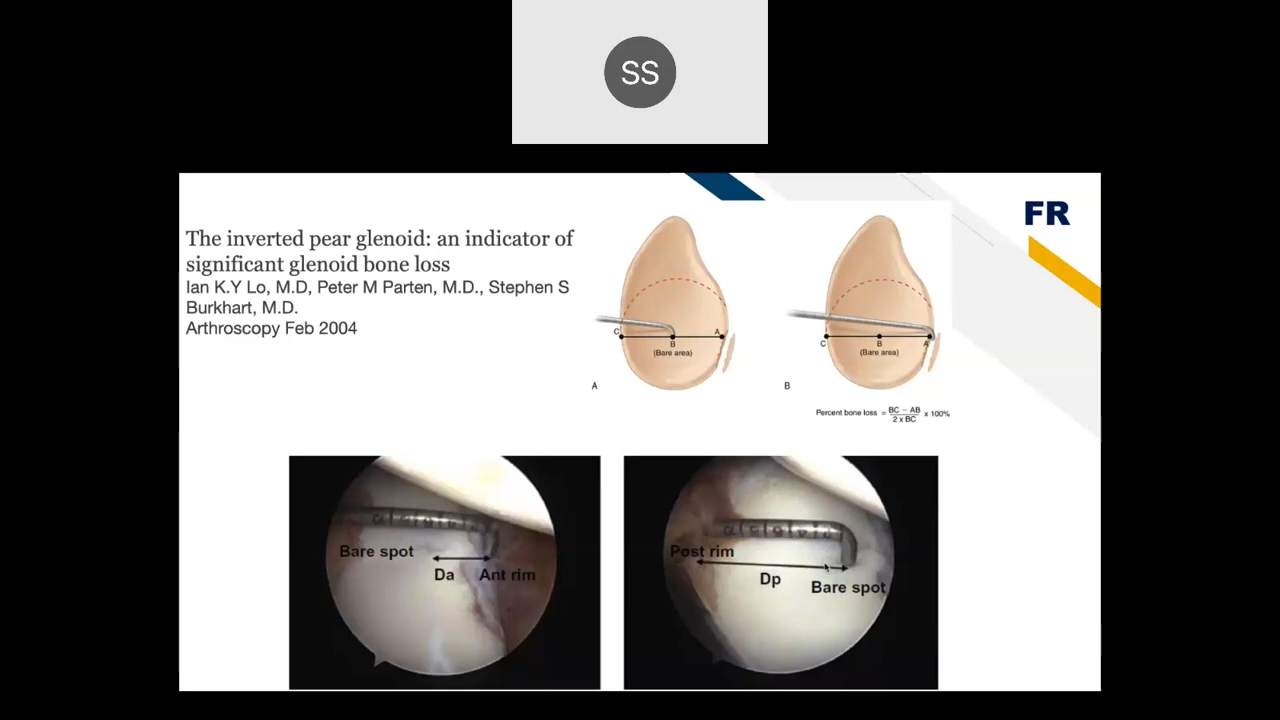 SS
FR
The inverted pear glenoid: an indicator of
significant glenoid bone loss
Ian K.Y Lo, M.D, Peter M Parten, M.D., Stephen S
Burkhart, M.D.
Arthroscopy Feb 2004
C
B
A
(Bare area)
A
C
B
A
(Bare area)
B
Percent bone loss = BC - AB x 100%
2 x BC
Bare spot
Da
Ant rim
Post rim
Dp
Bare spot